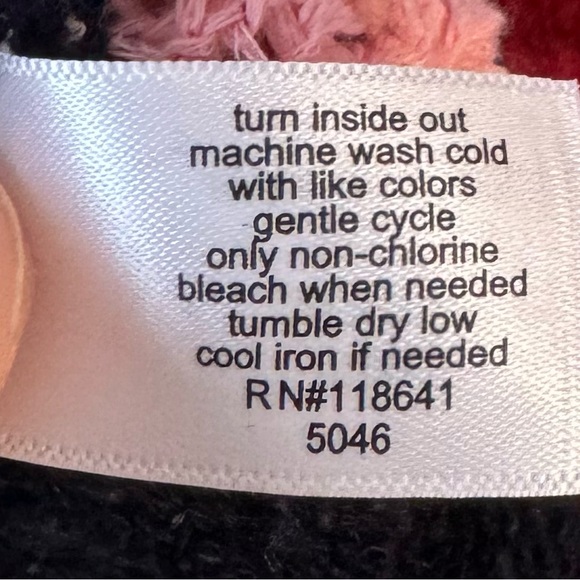 turn inside out
machine wash cold
with like colors
gentle cycle
only non-chlorine
bleach when needed
tumble dry low
cool iron if needed
RN#118641
5046